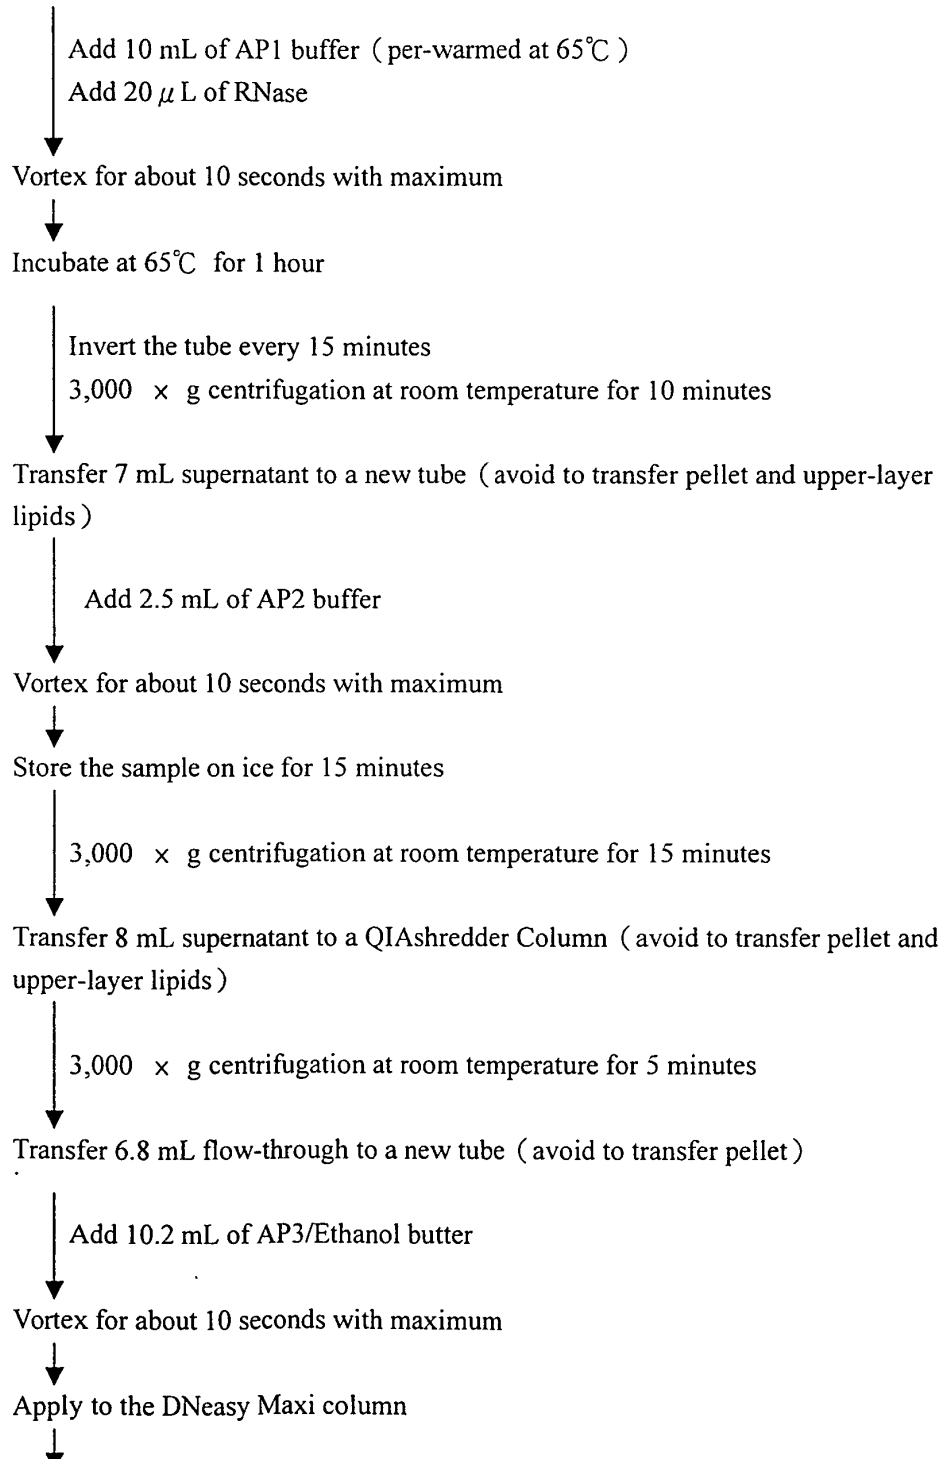 Add 10 mL of AP1 buffer（per-warmed at 65℃）
Add 20 μ L of RNase
Vortex for about 10 seconds with maximum
Incubate at 65℃ for 1 hour
Invert the tube every 15 minutes
3,000 × g centrifugation at room temperature for 10 minutes
Transfer 7 mL supernatant to a new tube（avoid to transfer pellet and upper-layer
lipids）
Add 2.5 mL of AP2 buffer
Vortex for about 10 seconds with maximum
Store the sample on ice for 15 minutes
3,000 × g centrifugation at room temperature for 15 minutes
Transfer 8 mL supernatant to a QIAshredder Column（avoid to transfer pellet and
upper-layer lipids）
3,000 × g centrifugation at room temperature for 5 minutes
Transfer 6.8 mL flow-through to a new tube（avoid to transfer pellet）
Add 10.2 mL of AP3/Ethanol butter
Vortex for about 10 seconds with maximum
Apply to the DNeasy Maxi column